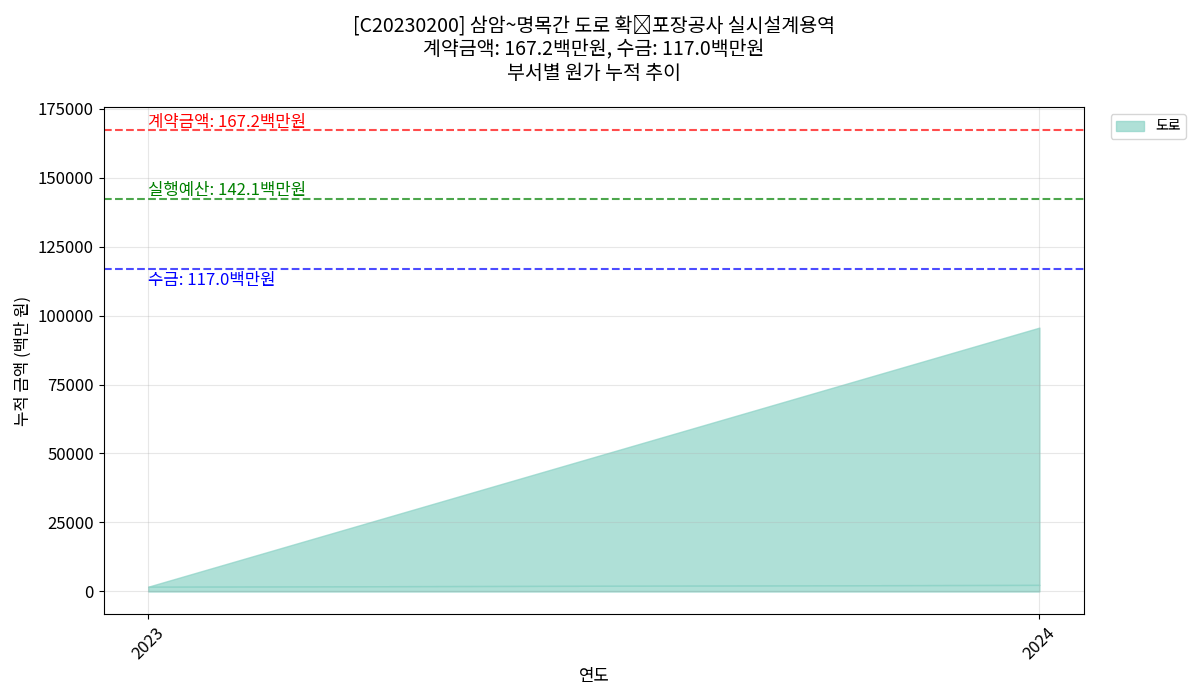 [C20230200] 삼암~명목간 도로 확▯포장공사 실시설계용역
계약금액: 167.2백만원, 수금: 117.0백만원
부서별 원가 누적 추이
175000
계약금액: 167.2백만원
도로
150000
실행예산: 142.1백만원
125000
수금: 117.0백만원
100000
75000
50000
25000
0
누적 금액 (백만 원)
2023
2024
연도